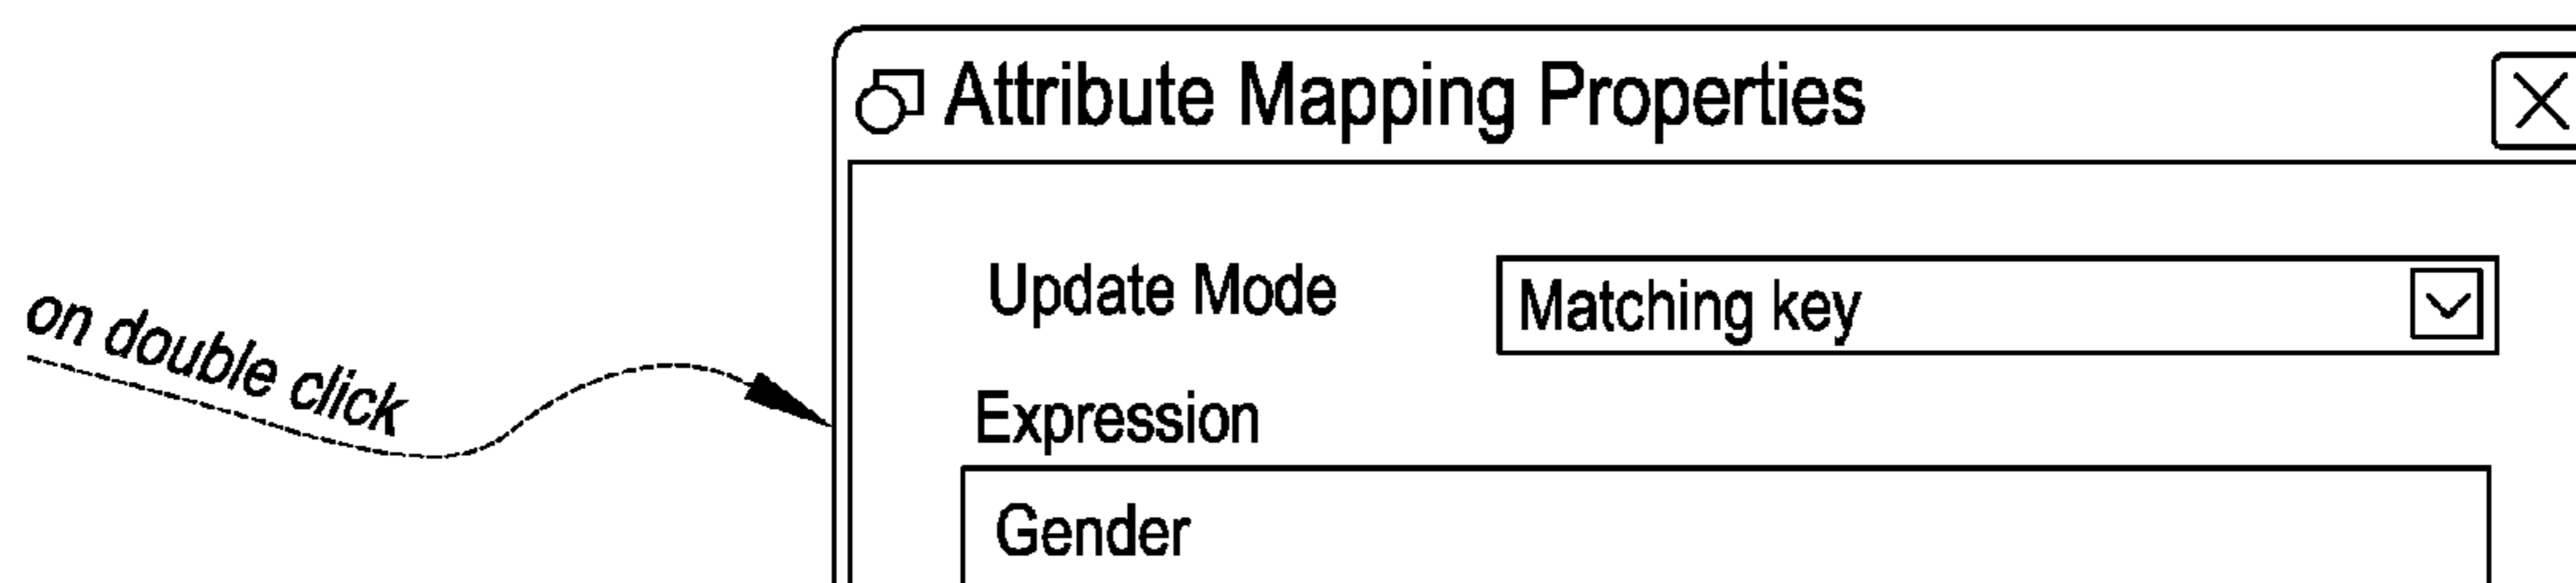 Attribute Mapping Properties
Update Mode
Matching key
on double click
Expression
Gender